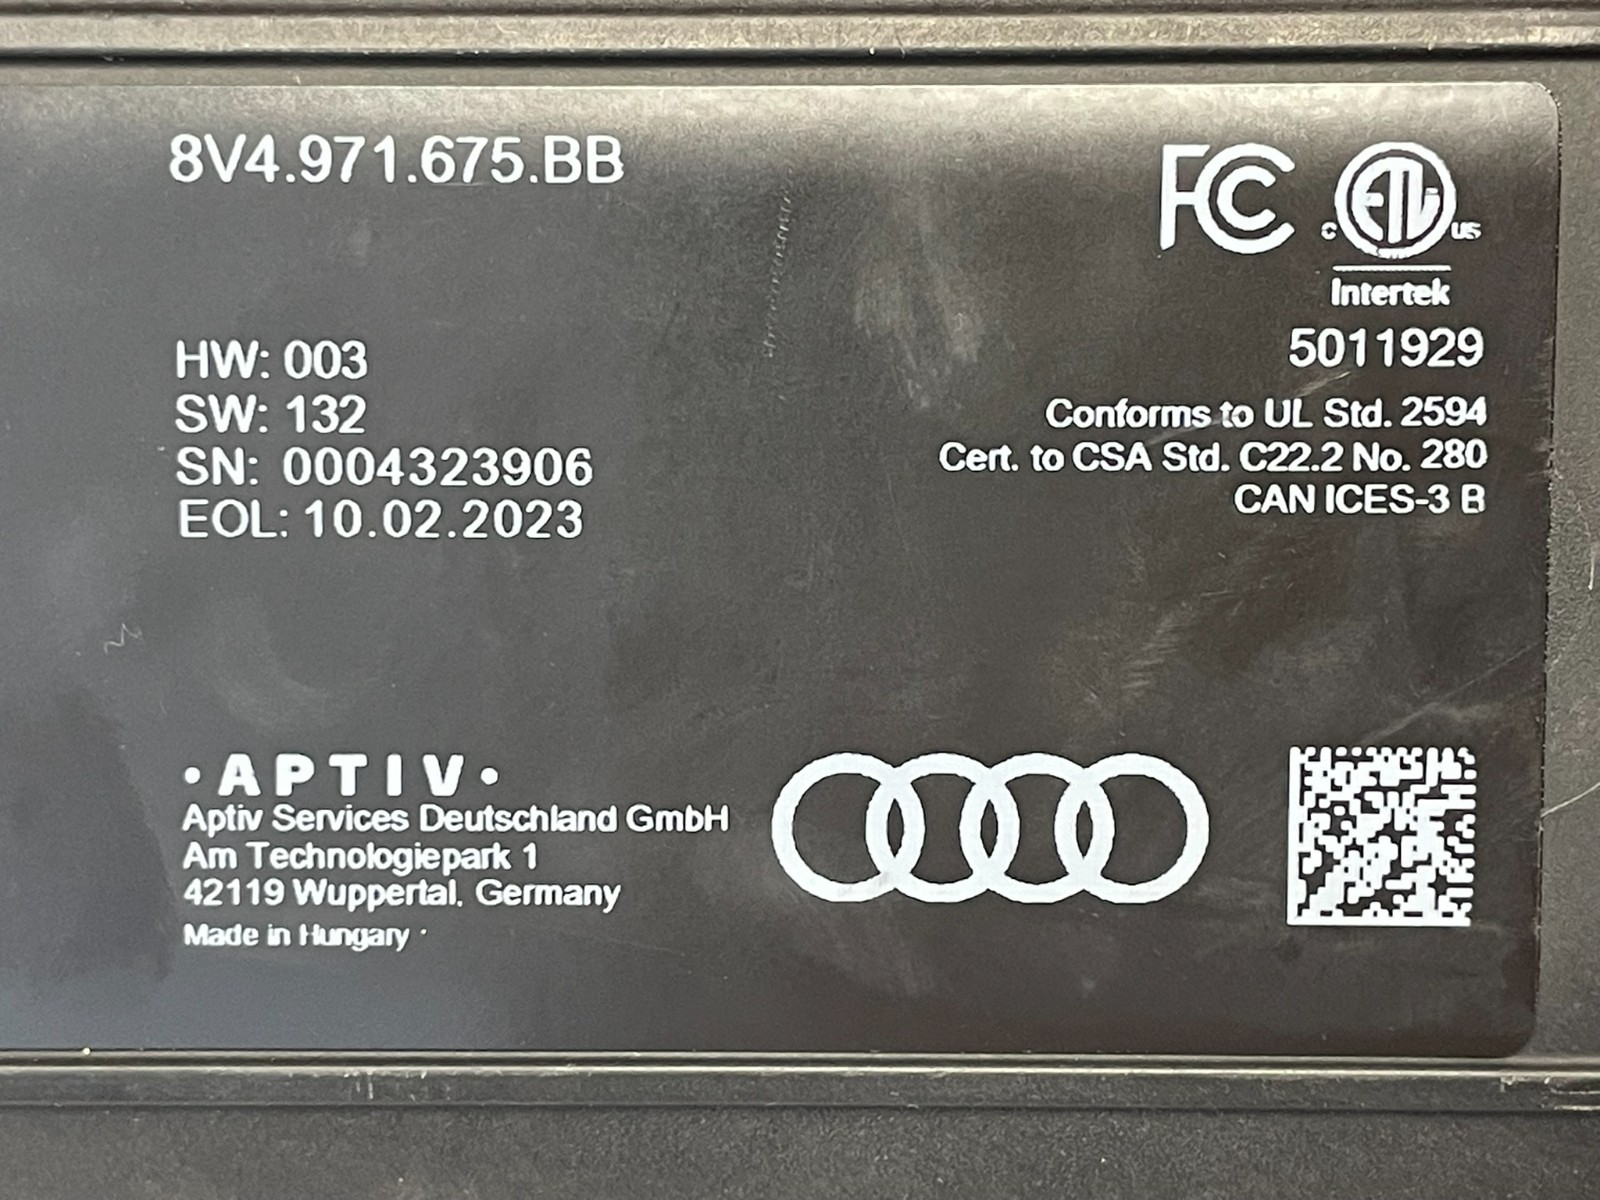 8V4.971.675.BB
FC
c ETL us
Intertek
5011929
HW: 003
SW: 132
SN: 0004323906
EOL: 10.02.2023
Conforms to UL Std. 2594
Cert. to CSA Std. C22.2 No. 280
CAN ICES-3 B
• APTIV •
Aptiv Services Deutschland GmbH
Am Technologiepark 1
42119 Wuppertal, Germany
Made in Hungary